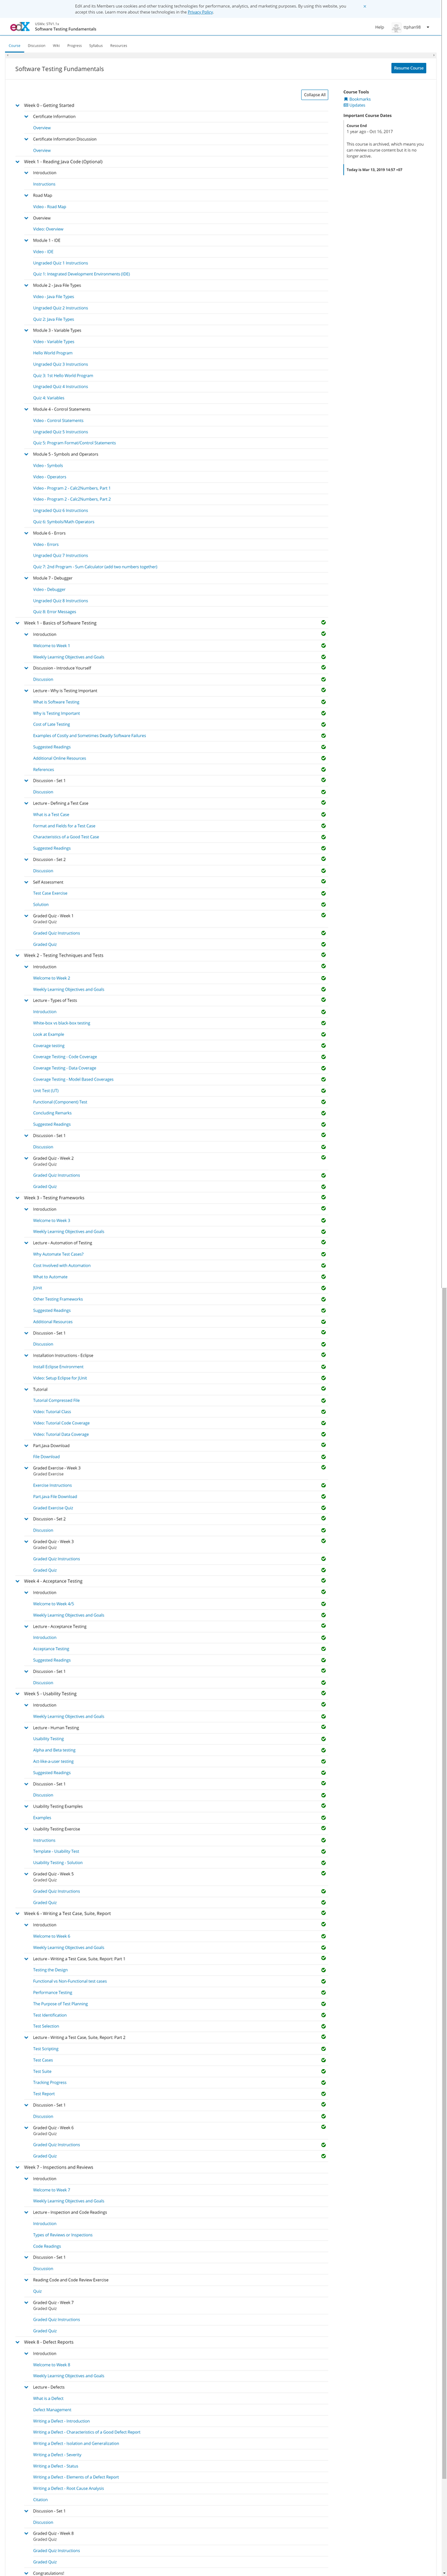 EdX and its Members use cookies and other tracking technologies for performance, analytics, and marketing purposes. By using this website, you
accept this use. Learn more about these technologies in the Privacy Policy.
×
edX
USMx: STV1.1x
Software Testing Fundamentals
Help
ttphan98
Course
Discussion
Wiki
Progress
Syllabus
Resources
Software Testing Fundamentals
Resume Course
Collapse All
Course Tools
Bookmarks
Updates
Important Course Dates
Course End
1 year ago - Oct 16, 2017
This course is archived, which means you
can review course content but it is no
longer active.
Today is Mar 15, 2019 14:57 +07
Week 0 - Getting Started
Certificate Information
Overview
Certificate Information Discussion
Overview
Week 1 - Reading Java Code (Optional)
Introduction
Instructions
Road Map
Video - Road Map
Overview
Video: Overview
Module 1 - IDE
Video - IDE
Ungraded Quiz 1 Instructions
Quiz 1: Integrated Development Environments (IDE)
Module 2 - Java File Types
Video - Java File Types
Ungraded Quiz 2 Instructions
Quiz 2: Java File Types
Module 3 - Variable Types
Video - Variable Types
Hello World Program
Ungraded Quiz 3 Instructions
Quiz 3: 1st Hello World Program
Ungraded Quiz 4 Instructions
Quiz 4: Variables
Module 4 - Control Statements
Video - Control Statements
Ungraded Quiz 5 Instructions
Quiz 5: Program Format/Control Statements
Module 5 - Symbols and Operators
Video - Symbols
Video - Operators
Video - Program 2 - Calc2Numbers, Part 1
Video - Program 2 - Calc2Numbers, Part 2
Ungraded Quiz 6 Instructions
Quiz 6: Symbols/Math Operators
Module 6 - Errors
Video - Errors
Ungraded Quiz 7 Instructions
Quiz 7: 2nd Program - Sum Calculator (add two numbers together)
Module 7 - Debugger
Video - Debugger
Ungraded Quiz 8 Instructions
Quiz 8: Error Messages
Week 1 - Basics of Software Testing
Introduction
Welcome to Week 1
Weekly Learning Objectives and Goals
Discussion - Introduce Yourself
Discussion
Lecture - Why is Testing Important
What is Software Testing
Why is Testing Important
Cost of Late Testing
Examples of Costly and Sometimes Deadly Software Failures
Suggested Readings
Additional Online Resources
References
Discussion - Set 1
Discussion
Lecture - Defining a Test Case
What is a Test Case
Format and Fields for a Test Case
Characteristics of a Good Test Case
Suggested Readings
Discussion - Set 2
Discussion
Self Assessment
Test Case Exercise
Solution
Graded Quiz - Week 1
Graded Quiz
Graded Quiz Instructions
Graded Quiz
Week 2 - Testing Techniques and Tests
Introduction
Welcome to Week 2
Weekly Learning Objectives and Goals
Lecture - Types of Tests
Introduction
White-box vs black-box testing
Look at Example
Coverage testing
Coverage Testing - Code Coverage
Coverage Testing - Data Coverage
Coverage Testing - Model Based Coverages
Unit Test (UT)
Functional (Component) Test
Concluding Remarks
Suggested Readings
Discussion - Set 1
Discussion
Graded Quiz - Week 2
Graded Quiz
Graded Quiz Instructions
Graded Quiz
Week 3 - Testing Frameworks
Introduction
Welcome to Week 3
Weekly Learning Objectives and Goals
Lecture - Automation of Testing
Why Automate Test Cases?
Cost Involved with Automation
What to Automate
JUnit
Other Testing Frameworks
Suggested Readings
Additional Resources
Discussion - Set 1
Discussion
Installation Instructions - Eclipse
Install Eclipse Environment
Video: Setup Eclipse for JUnit
Tutorial
Tutorial Compressed File
Video: Tutorial Class
Video: Tutorial Code Coverage
Video: Tutorial Data Coverage
Part.java Download
File Download
Graded Exercise - Week 3
Graded Exercise
Exercise Instructions
Part.java File Download
Graded Exercise Quiz
Discussion - Set 2
Discussion
Graded Quiz - Week 3
Graded Quiz
Graded Quiz Instructions
Graded Quiz
Week 4 - Acceptance Testing
Introduction
Welcome to Week 4/5
Weekly Learning Objectives and Goals
Lecture - Acceptance Testing
Introduction
Acceptance Testing
Suggested Readings
Discussion - Set 1
Discussion
Week 5 - Usability Testing
Introduction
Weekly Learning Objectives and Goals
Lecture - Human Testing
Usability Testing
Alpha and Beta testing
Act-like-a-user testing
Suggested Readings
Discussion - Set 1
Discussion
Usability Testing Examples
Examples
Usability Testing Exercise
Instructions
Template - Usability Test
Usability Testing - Solution
Graded Quiz - Week 5
Graded Quiz
Graded Quiz Instructions
Graded Quiz
Week 6 - Writing a Test Case, Suite, Report
Introduction
Welcome to Week 6
Weekly Learning Objectives and Goals
Lecture - Writing a Test Case, Suite, Report: Part 1
Testing the Design
Functional vs Non-Functional test cases
Performance Testing
The Purpose of Test Planning
Test Identification
Test Selection
Lecture - Writing a Test Case, Suite, Report: Part 2
Test Scripting
Test Cases
Test Suite
Tracking Progress
Test Report
Discussion - Set 1
Discussion
Graded Quiz - Week 6
Graded Quiz
Graded Quiz Instructions
Graded Quiz
Week 7 - Inspections and Reviews
Introduction
Welcome to Week 7
Weekly Learning Objectives and Goals
Lecture - Inspection and Code Readings
Introduction
Types of Reviews or Inspections
Code Readings
Discussion - Set 1
Discussion
Reading Code and Code Review Exercise
Quiz
Graded Quiz - Week 7
Graded Quiz
Graded Quiz Instructions
Graded Quiz
Week 8 - Defect Reports
Introduction
Welcome to Week 8
Weekly Learning Objectives and Goals
Lecture - Defects
What is a Defect
Defect Management
Writing a Defect - Introduction
Writing a Defect - Characteristics of a Good Defect Report
Writing a Defect - Isolation and Generalization
Writing a Defect - Severity
Writing a Defect - Status
Writing a Defect - Elements of a Defect Report
Writing a Defect - Root Cause Analysis
Citation
Discussion - Set 1
Discussion
Graded Quiz - Week 8
Graded Quiz
Graded Quiz Instructions
Graded Quiz
Congratulations!